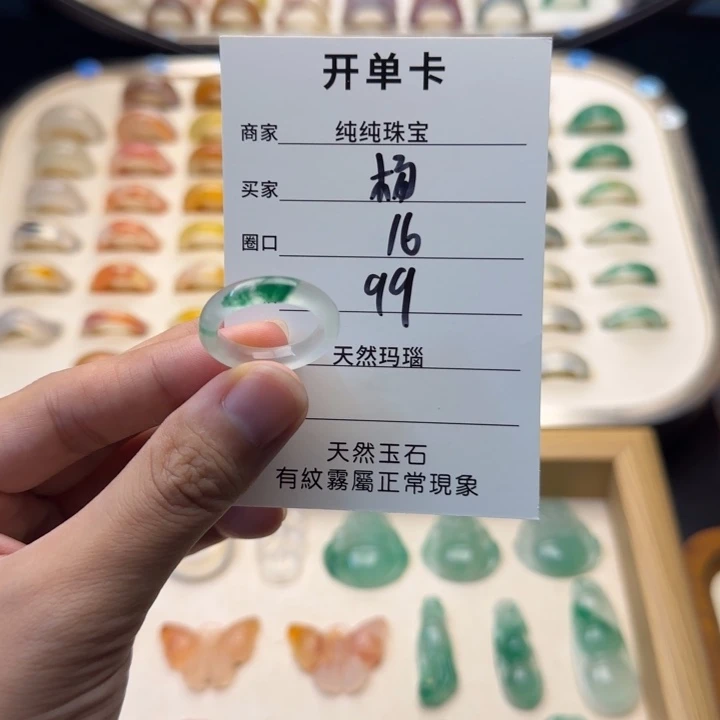 开单卡
商家 纯纯珠宝
买家 杨
圈口 16
99
天然玛瑙
天然玉石
有紋霧屬正常現象